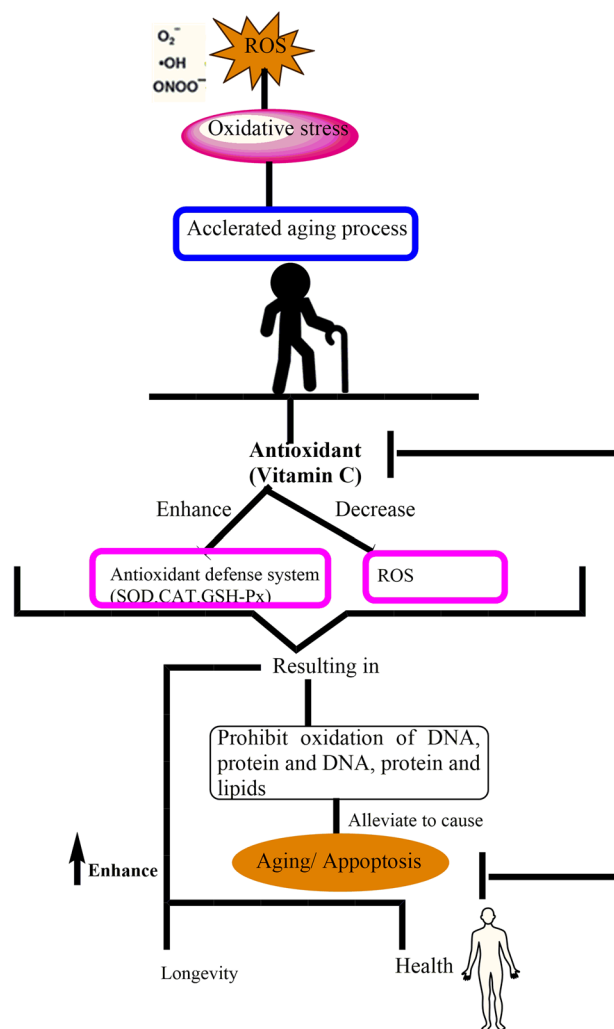 O₂⁻
ROS
•OH
ONOO⁻
Oxidative stress
Acclerated aging process
Antioxidant
(Vitamin C)
Enhance
Decrease
Antioxidant defense system
(SOD,CAT,GSH-Px)
ROS
Resulting in
Prohibit oxidation of DNA,
protein and DNA, protein and
lipids
Alleviate to cause
Aging/ Appoptosis
Enhance
Longevity
Health